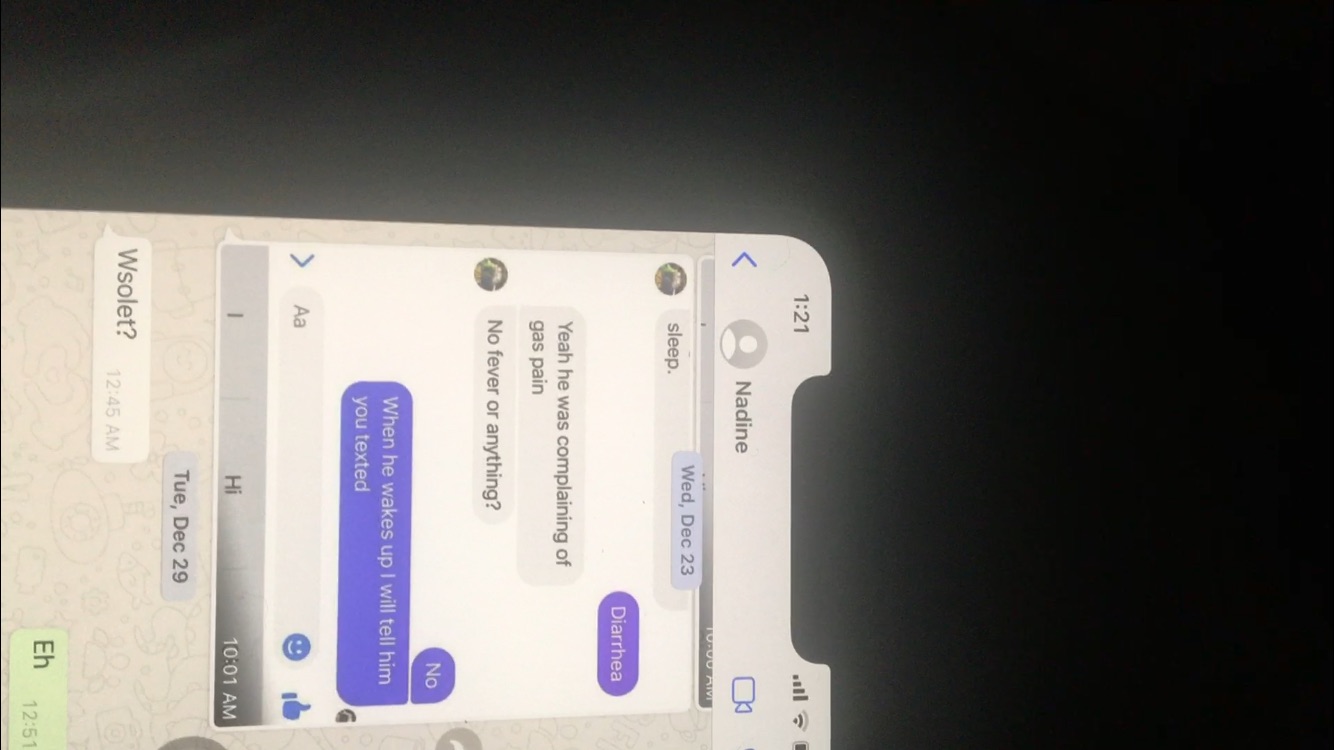 1:21
Nadine
Wed, Dec 23
sleep.
Diarrhea
Yeah he was complaining of
gas pain
No fever or anything?
No
When he wakes up I will tell him
you texted
Aa
I
Hi
10:01 AM
Tue, Dec 29
Wsolet?
12:45 AM
Eh
12:51